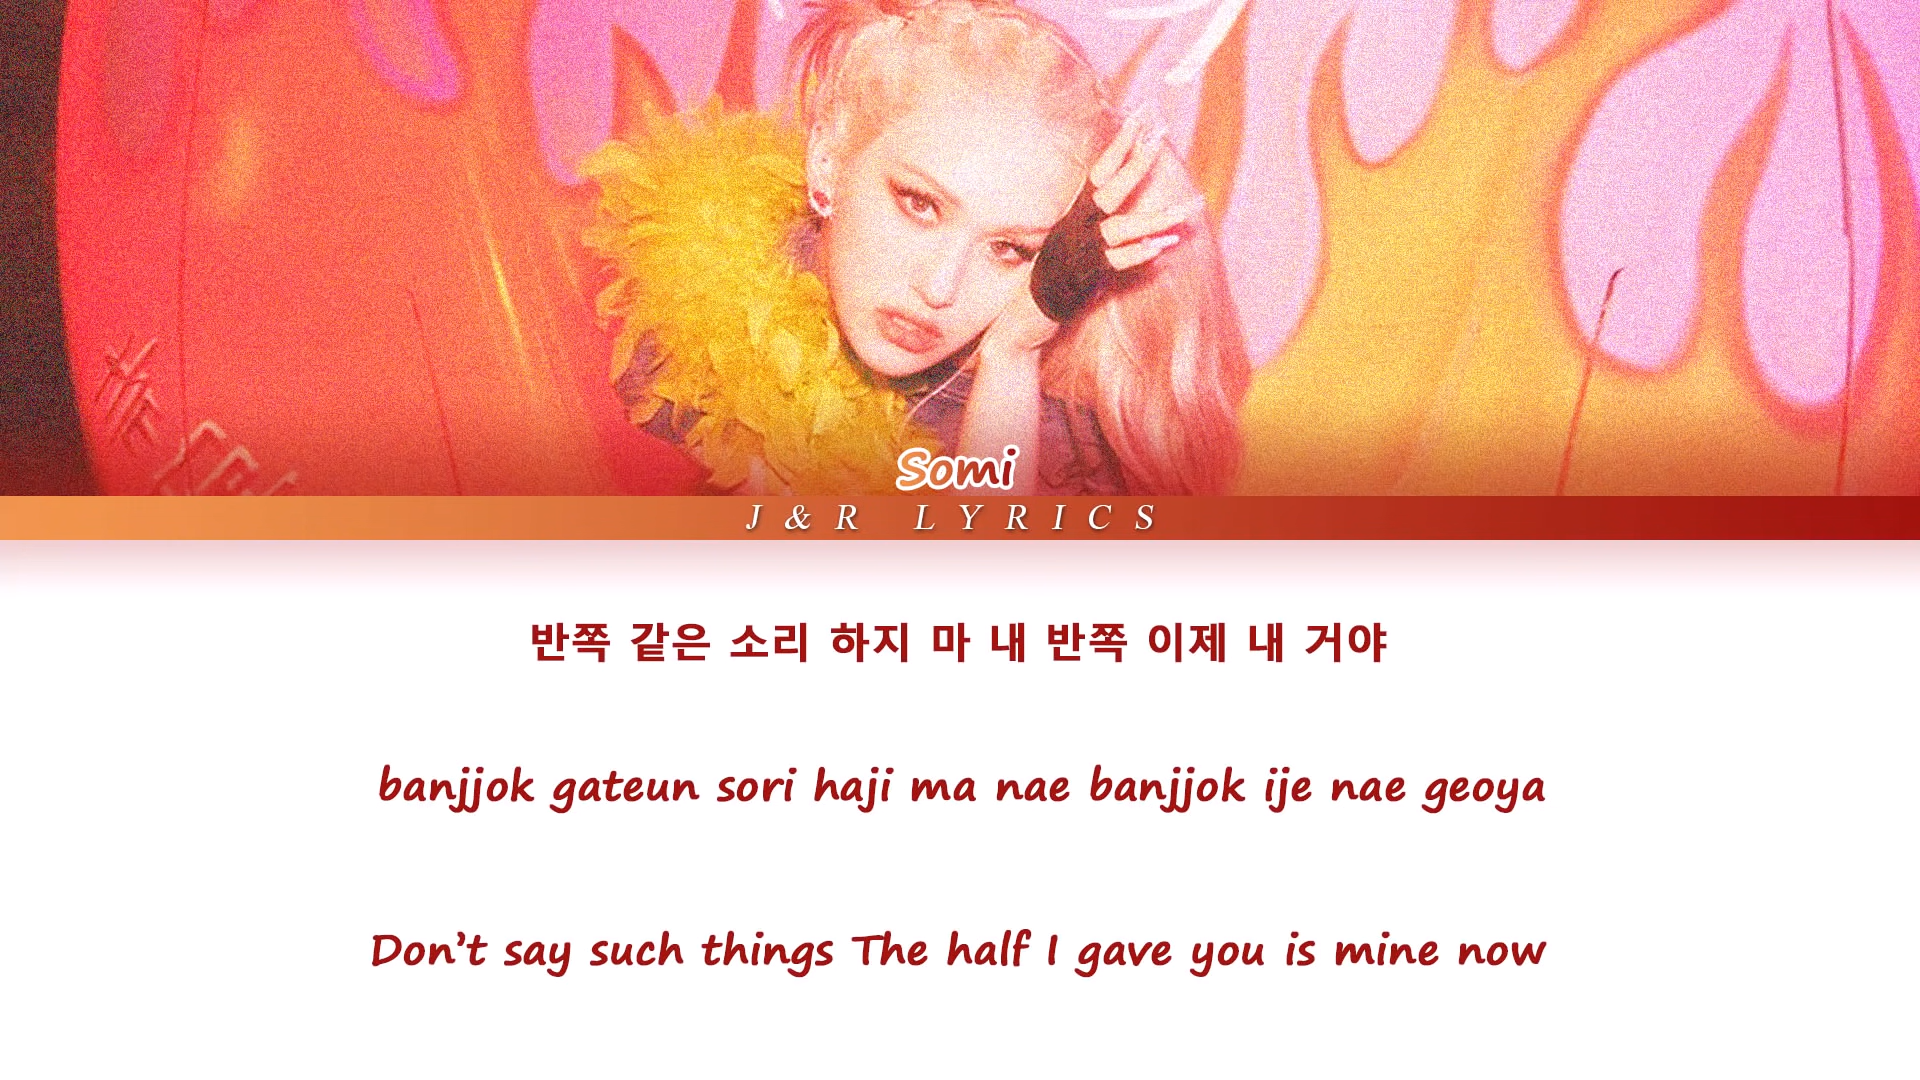 Somi
J&R LYRICS
반쪽 같은 소리 하지 마 내 반쪽 이제 내 거야
banjjok gateun sori haji ma nae banjjok ije nae geoya
Don't say such things The half I gave you is mine now